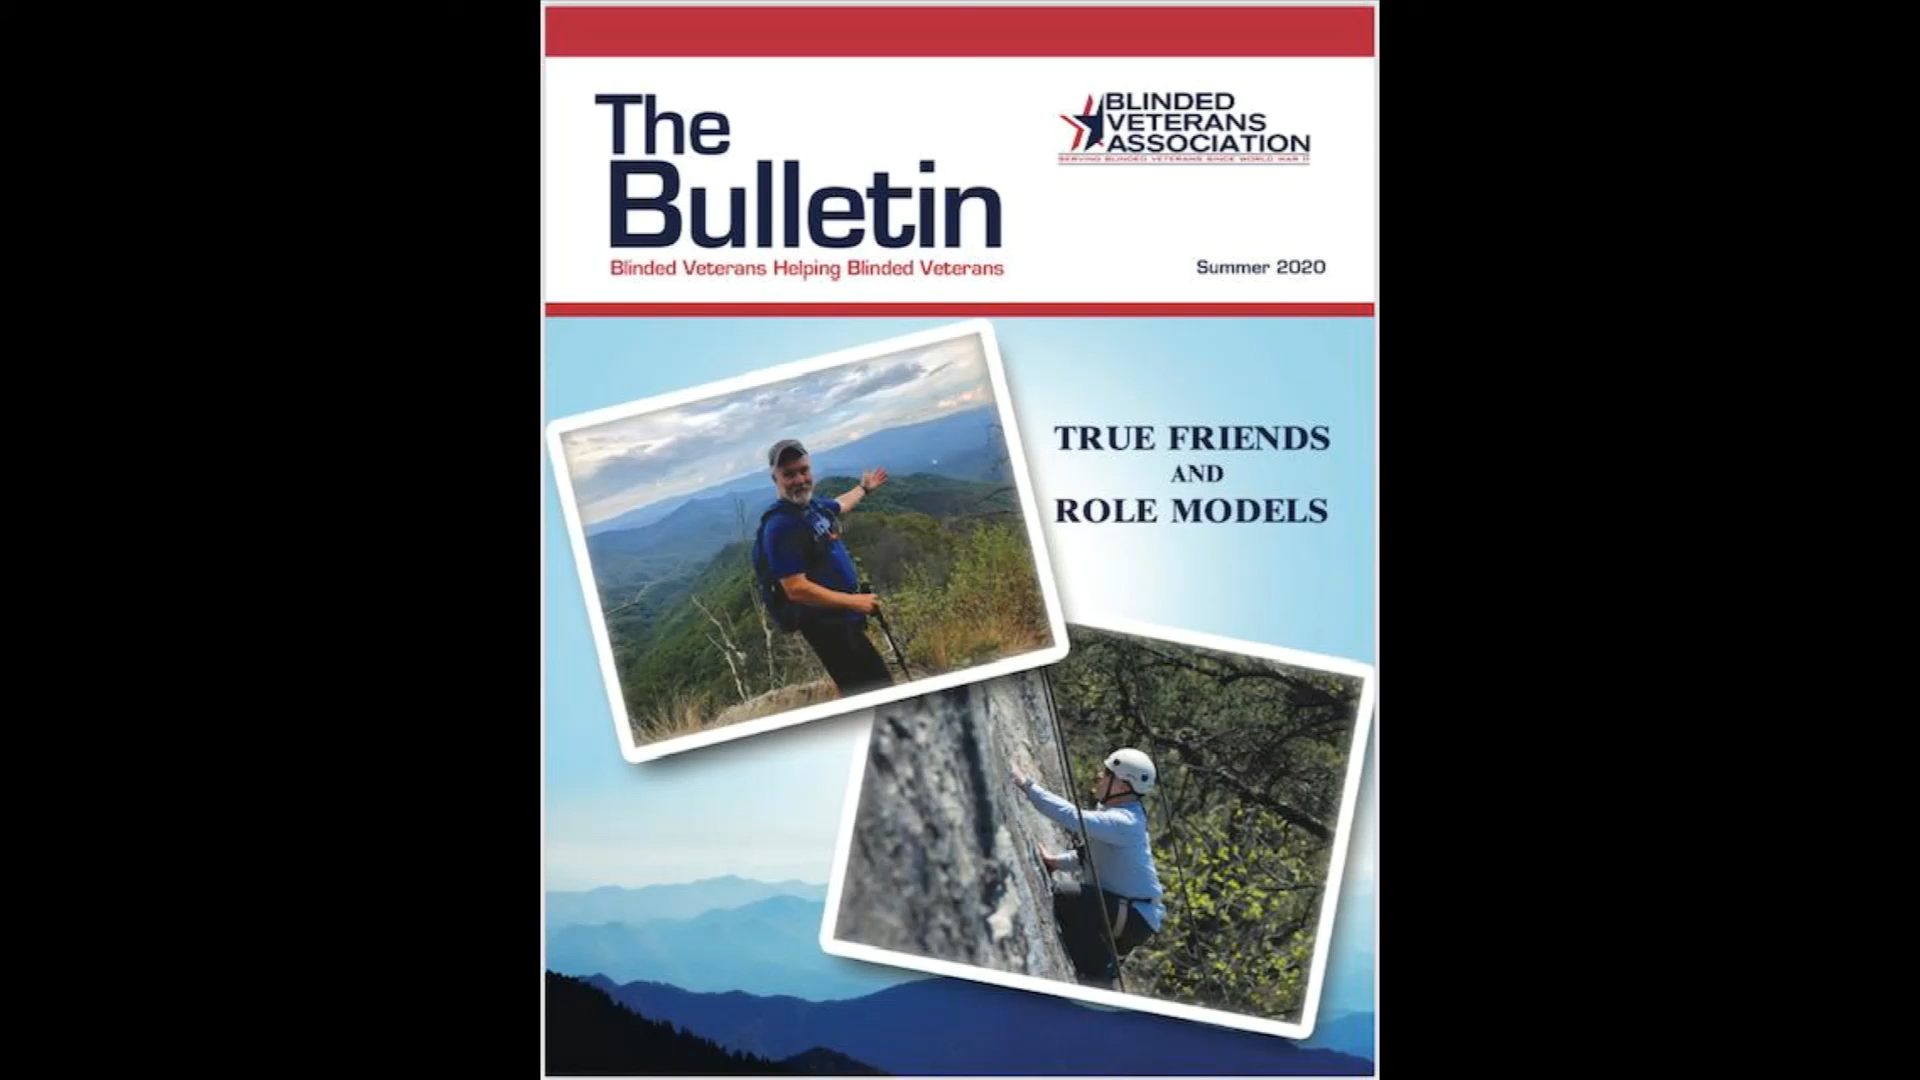 The
Bulletin
Blinded Veterans Helping Blinded Veterans
BLINDED
VETERANS
ASSOCIATION
SERVING BLINDED VETERANS SINCE WORLD WAR II
Summer 2020
TRUE FRIENDS
AND
ROLE MODELS